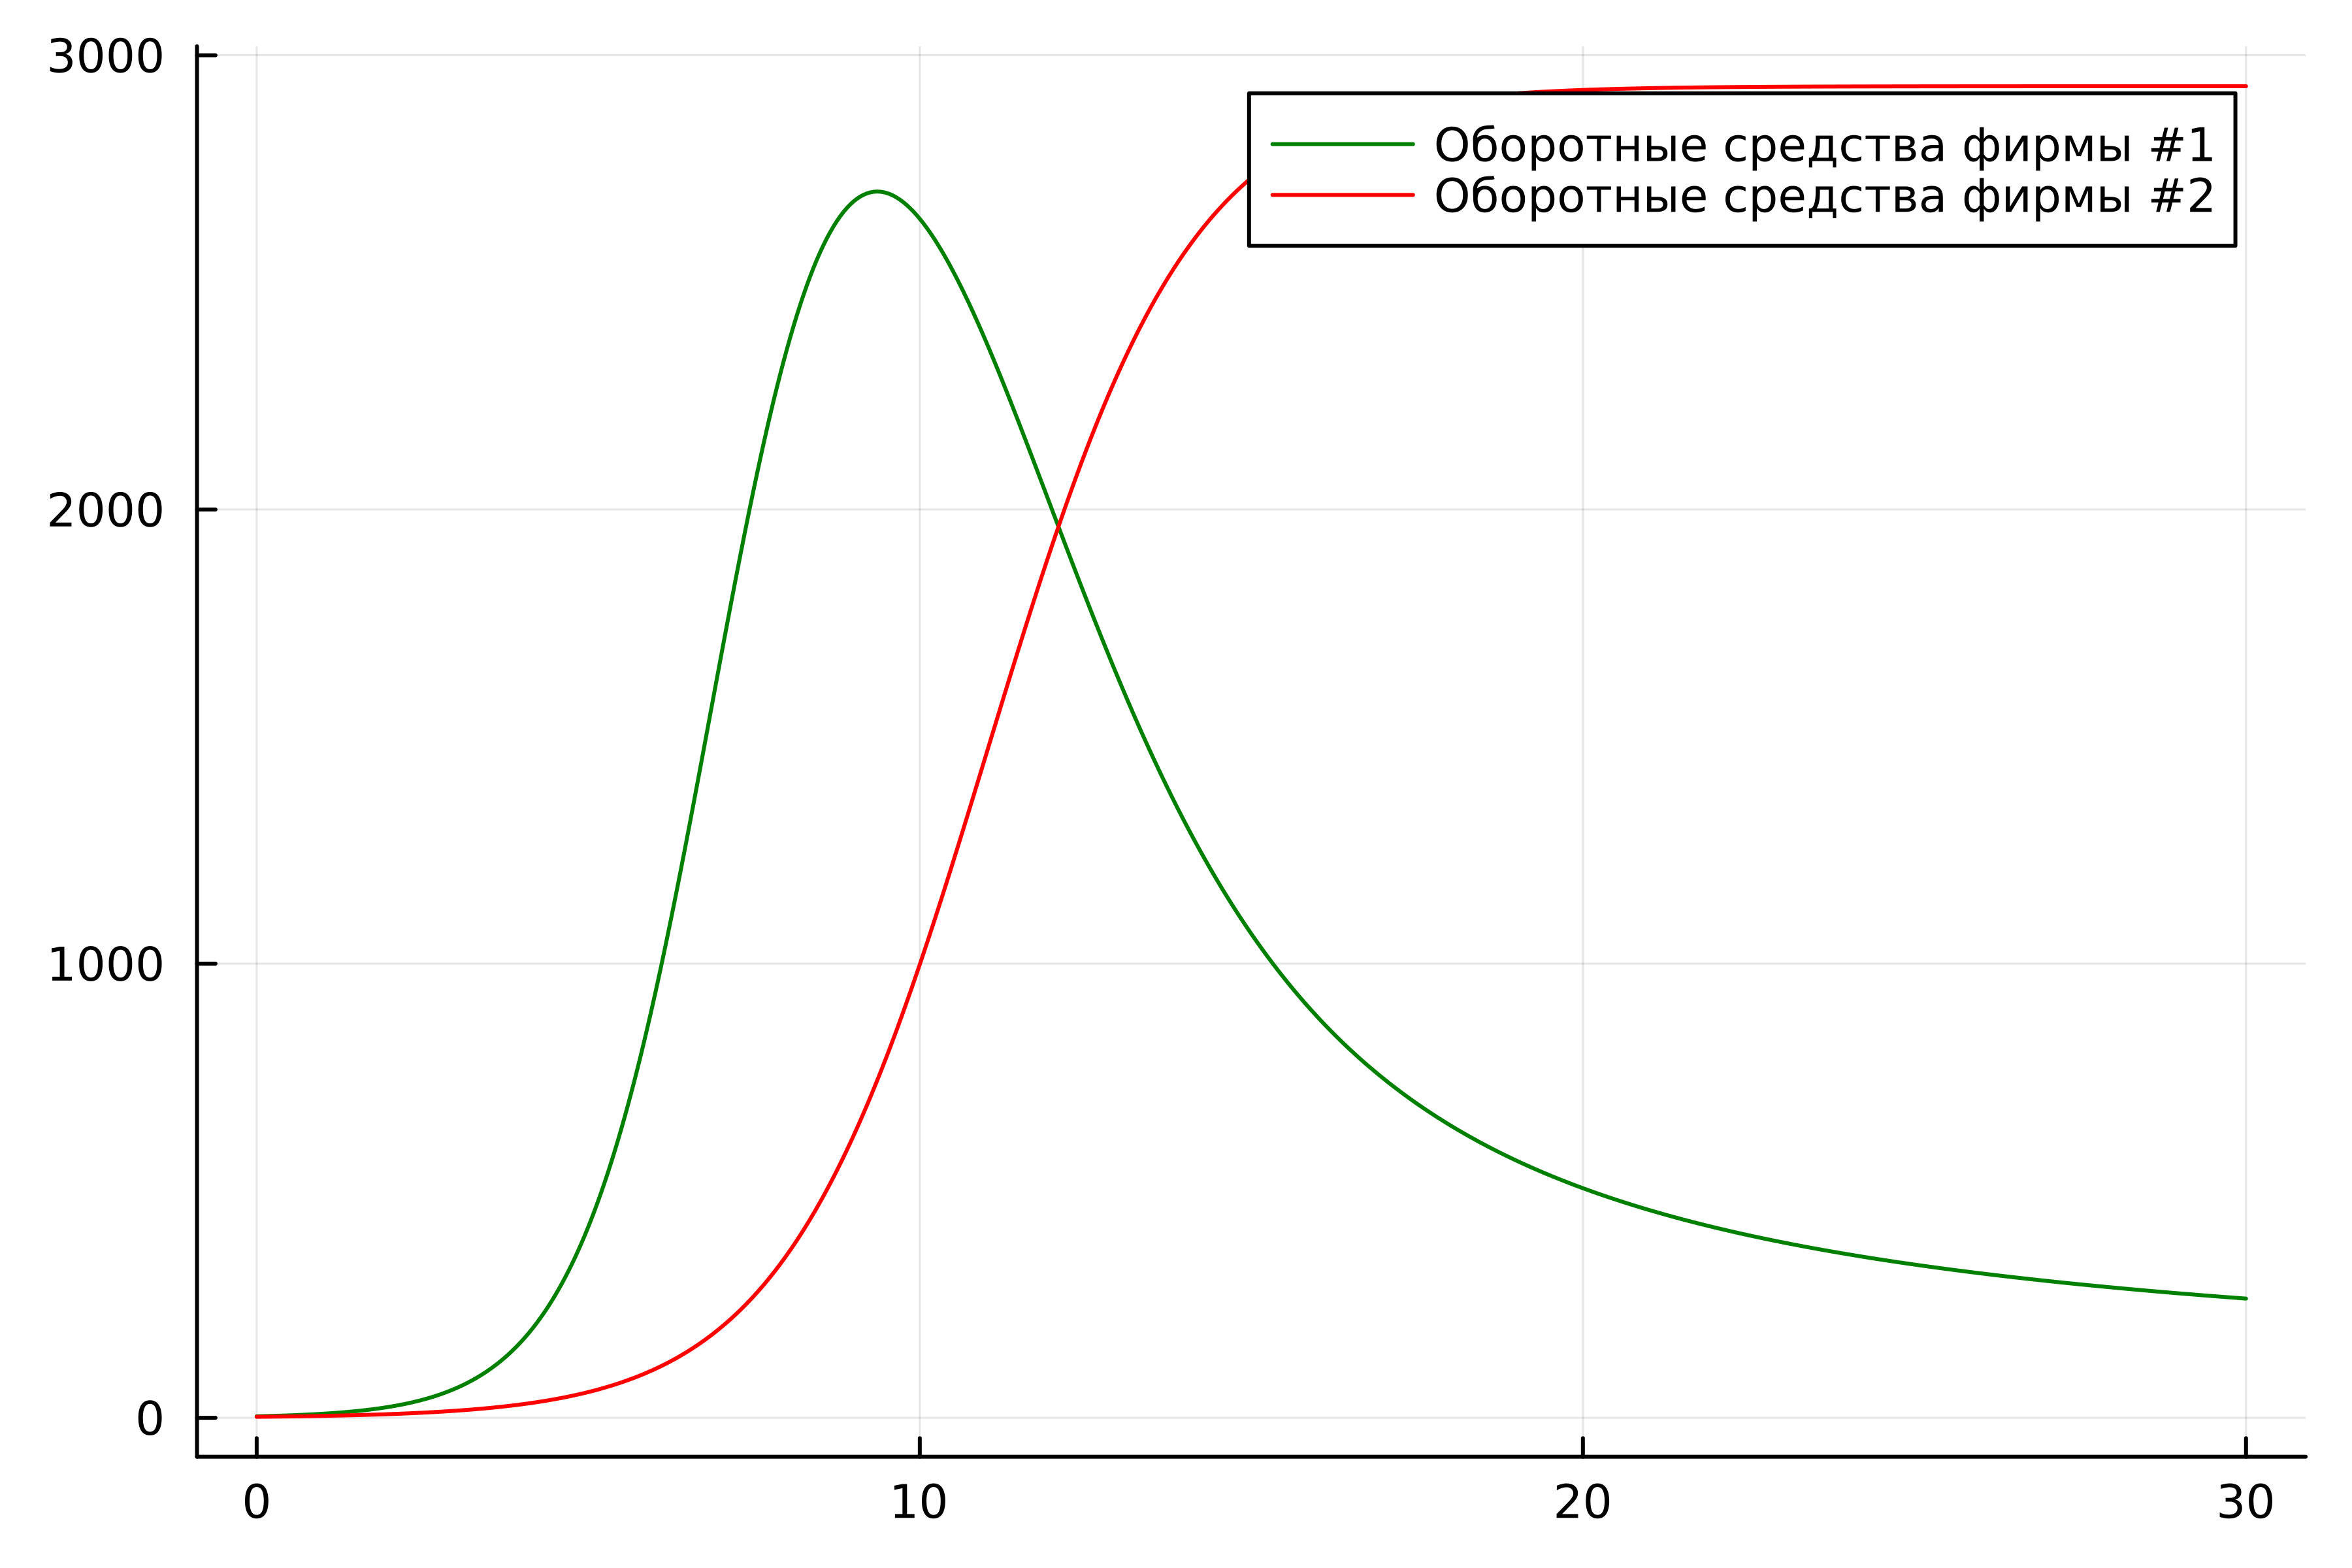 3000
Оборотные средства фирмы #1
Оборотные средства фирмы #2
2000
1000
0
0 10 20 30